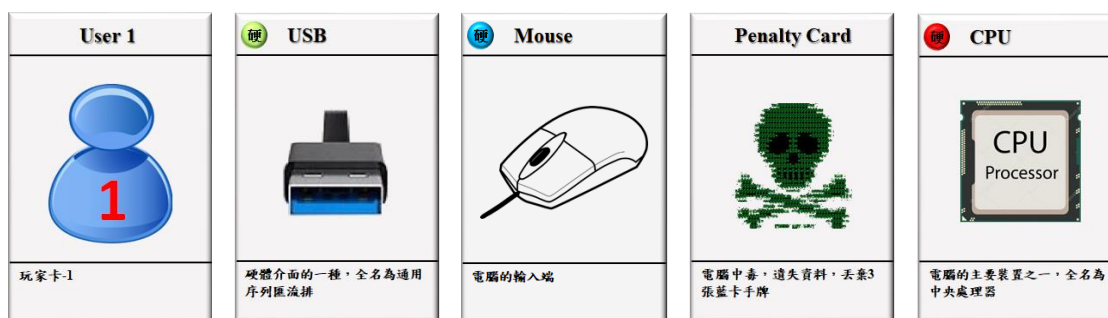 User 1
1
玩家卡-1
硬 USB
硬體介面的一種，全名為通用
序列匯流排
硬 Mouse
電腦的輸入端
Penalty Card
電腦中毒，遺失資料，丟棄3
張藍卡手牌
硬 CPU
CPU
Processor
電腦的主要裝置之一，全名為
中央處理器